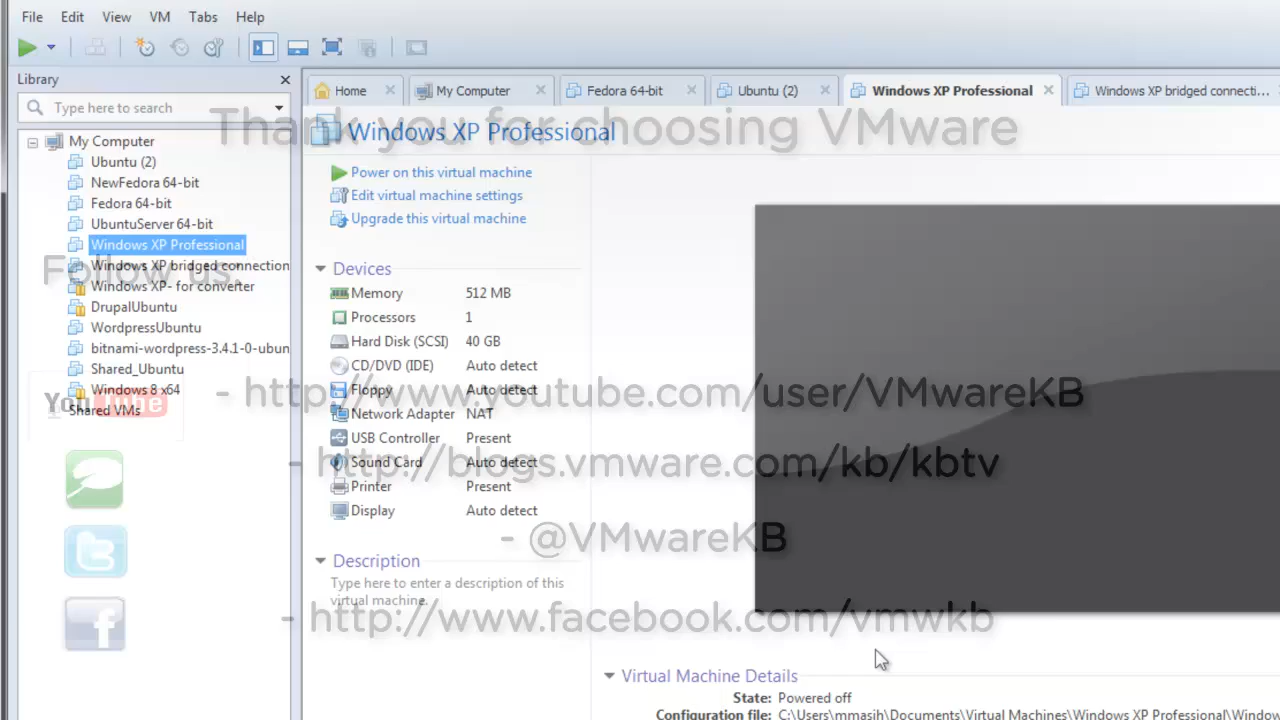 File Edit View VM Tabs Help
Library
Type here to search
My Computer
Ubuntu (2)
NewFedora 64-bit
Fedora 64-bit
UbuntuServer 64-bit
Windows XP Professional
Windows XP bridged connection
Windows XP- for converter
DrupalUbuntu
WordpressUbuntu
bitnami-wordpress-3.4.1-0-ubun
Shared_Ubuntu
Windows 8 x64
Shared VMs
Home My Computer Fedora 64-bit Ubuntu (2) Windows XP Professional Windows XP bridged connecti...
Windows XP Professional
Power on this virtual machine
Edit virtual machine settings
Upgrade this virtual machine
Devices
Memory 512 MB
Processors 1
Hard Disk (SCSI) 40 GB
CD/DVD (IDE) Auto detect
Floppy Auto detect
Network Adapter NAT
USB Controller Present
Sound Card Auto detect
Printer Present
Display Auto detect
Description
Type here to enter a description of this
virtual machine.
Virtual Machine Details
State: Powered off
Configuration file: C:\Users\mmasih\Documents\Virtual Machines\Windows XP Professional\Windo
Thank you for choosing VMware
Follow us:
YouTube
- http://www.youtube.com/user/VMwareKB
- http://blogs.vmware.com/kb/kbtv
- @VMwareKB
- http://www.facebook.com/vmwkb